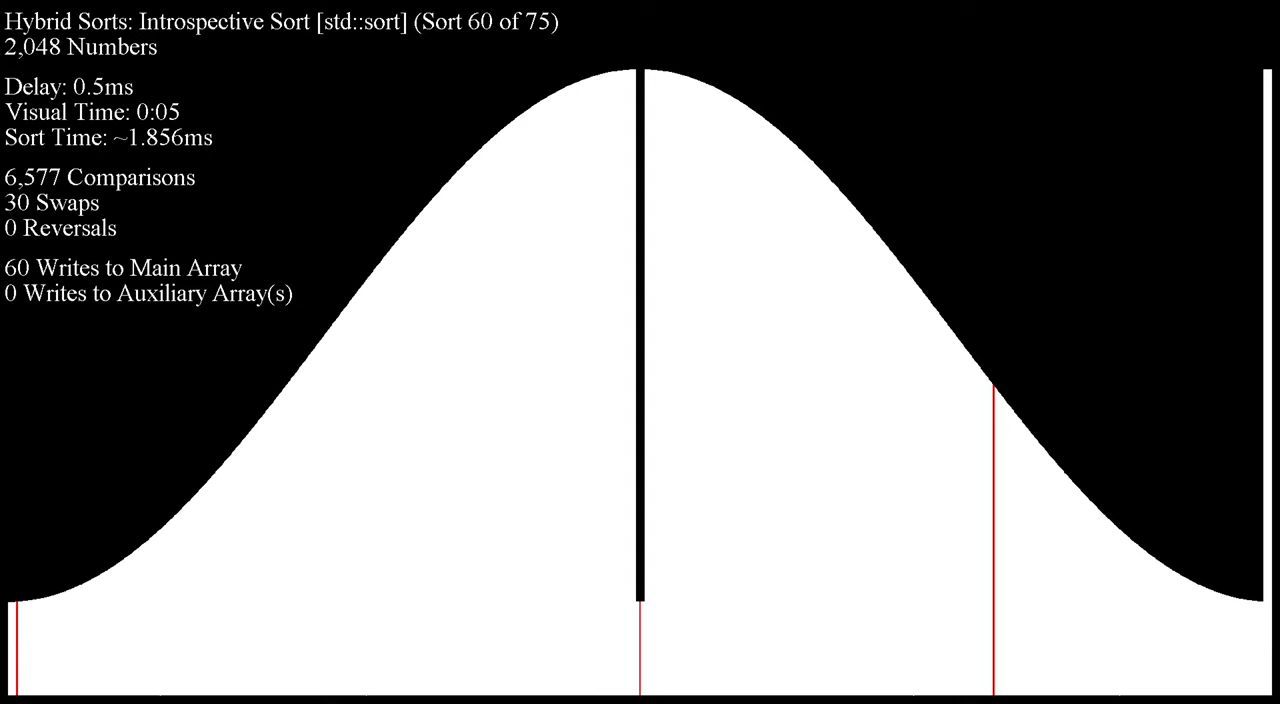 Hybrid Sorts: Introspective Sort [std::sort] (Sort 60 of 75)
2,048 Numbers
Delay: 0.5ms
Visual Time: 0:05
Sort Time: ~1.856ms
6,577 Comparisons
30 Swaps
0 Reversals
60 Writes to Main Array
0 Writes to Auxiliary Array(s)